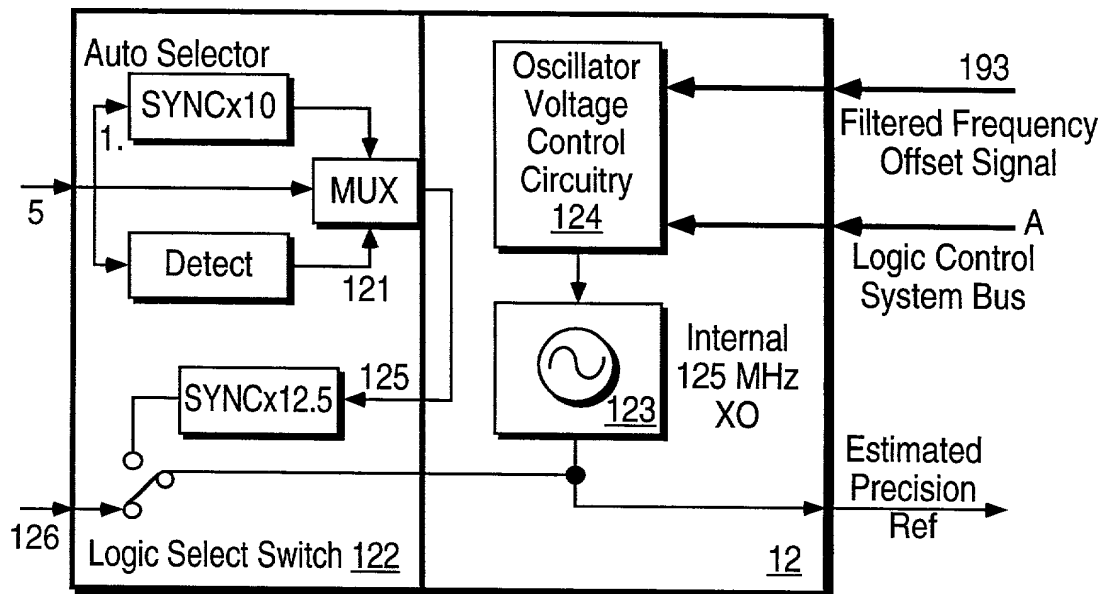 Auto Selector
SYNCx10
1.
MUX
5
Detect
121
125
SYNCx12.5
126
Logic Select Switch 122
Oscillator
Voltage
Control
Circuitry
124
193
Filtered Frequency
Offset Signal
A
Logic Control
System Bus
Internal
125 MHz
XO
123
Estimated
Precision
Ref
12